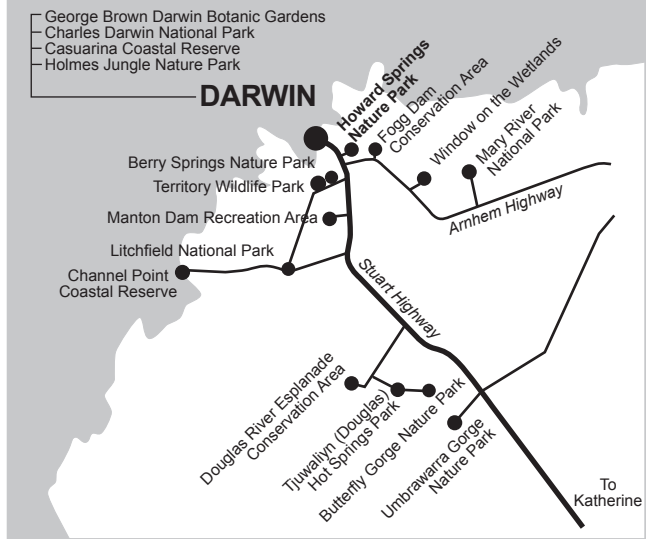 George Brown Darwin Botanic Gardens
Charles Darwin National Park
Casuarina Coastal Reserve
Holmes Jungle Nature Park
DARWIN
Howard Springs
Nature Park
Fogg Dam
Conservation Area
Window on the Wetlands
Mary River
National Park
Berry Springs Nature Park
Territory Wildlife Park
Arnhem Highway
Manton Dam Recreation Area
Litchfield National Park
Channel Point
Coastal Reserve
Stuart Highway
Douglas River Esplanade
Conservation Area
Tjuwaliyn (Douglas)
Hot Springs Park
Butterfly Gorge Nature Park
Umbrawarra Gorge
Nature Park
To
Katherine